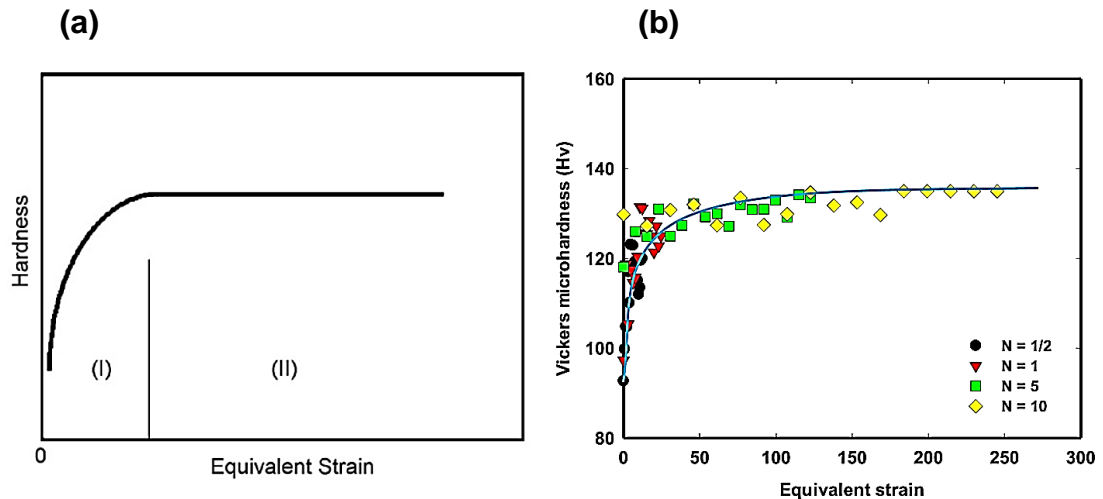 (a)
Hardness
(I)
(II)
0
Equivalent Strain
(b)
Vickers microhardness (Hv)
160
140
120
100
80
N = 1/2
N = 1
N = 5
N = 10
0 50 100 150 200 250 300
Equivalent strain